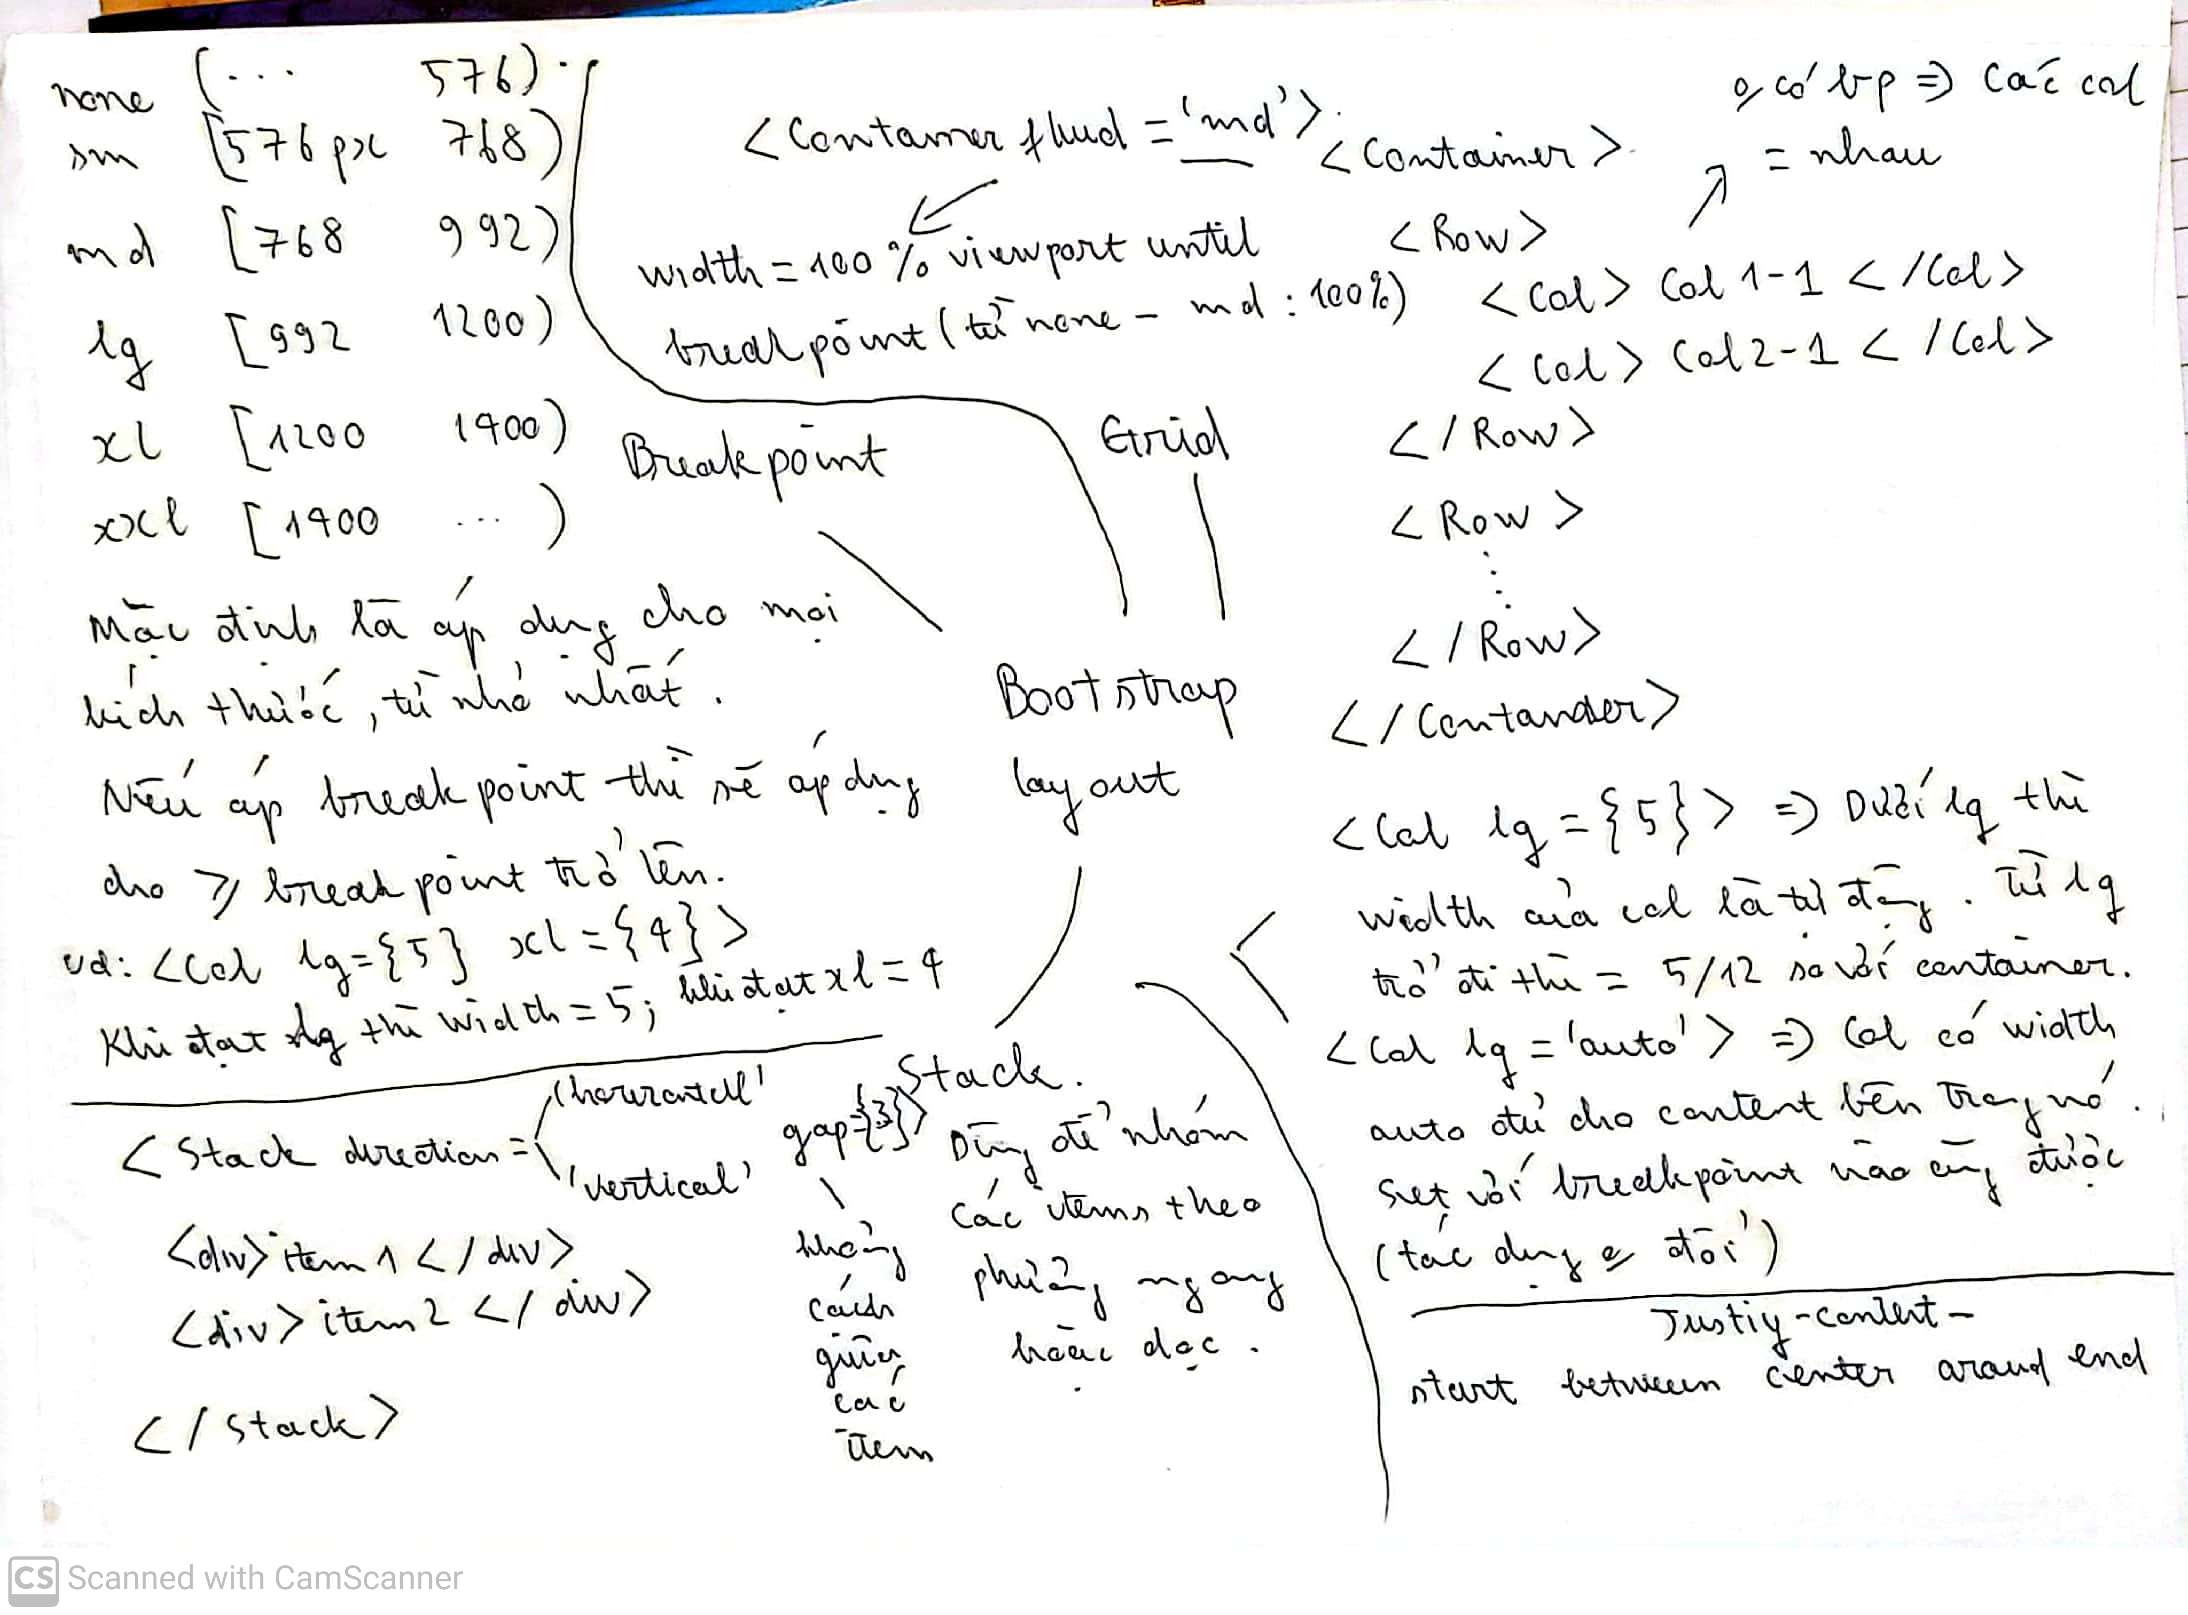 none (... 576)
sm [576px 768)
md [768 992)
lg [992 1200)
xl [1200 1400)
xxl [1400 ... )
Breakpoint
Mặc định là áp dụng cho mọi
kích thước, từ nhỏ nhất.
Nếu áp breakpoint thì sẽ áp dụng
cho ≥ breakpoint trở lên.
vd: <Col lg={5} xl={4}>
Khi đạt lg thì width = 5; khi đạt xl = 4
<Container fluid = 'md'>
width = 100% viewport until
breakpoint (từ none - md : 100%)
Grid
<Container>
<Row>
<Col> Col 1-1 </Col>
<Col> Col 2-1 </Col>
</Row>
<Row>
</Row>
</Container>
có bp => Các col
= nhau
Bootstrap
layout
<Col lg = {5}> => Dưới lg thì
width của col là tự động. Từ lg
trở đi thì = 5/12 so với container.
<Col lg = 'auto'> => Col có width
auto đủ cho content bên trong nó.
Set với breakpoint nào cũng được
(tác dụng đổi)
Justiy-content-
start between center around end
Stack.
Dùng để nhóm
các items theo
phương ngang
hoặc dọc.
<Stack direction = 'horizontall' gap={3}>
'vertical'
khoảng
cách
giữa
các
item
<div> item 1 </div>
<div> item 2 </div>
</Stack>
CS Scanned with CamScanner